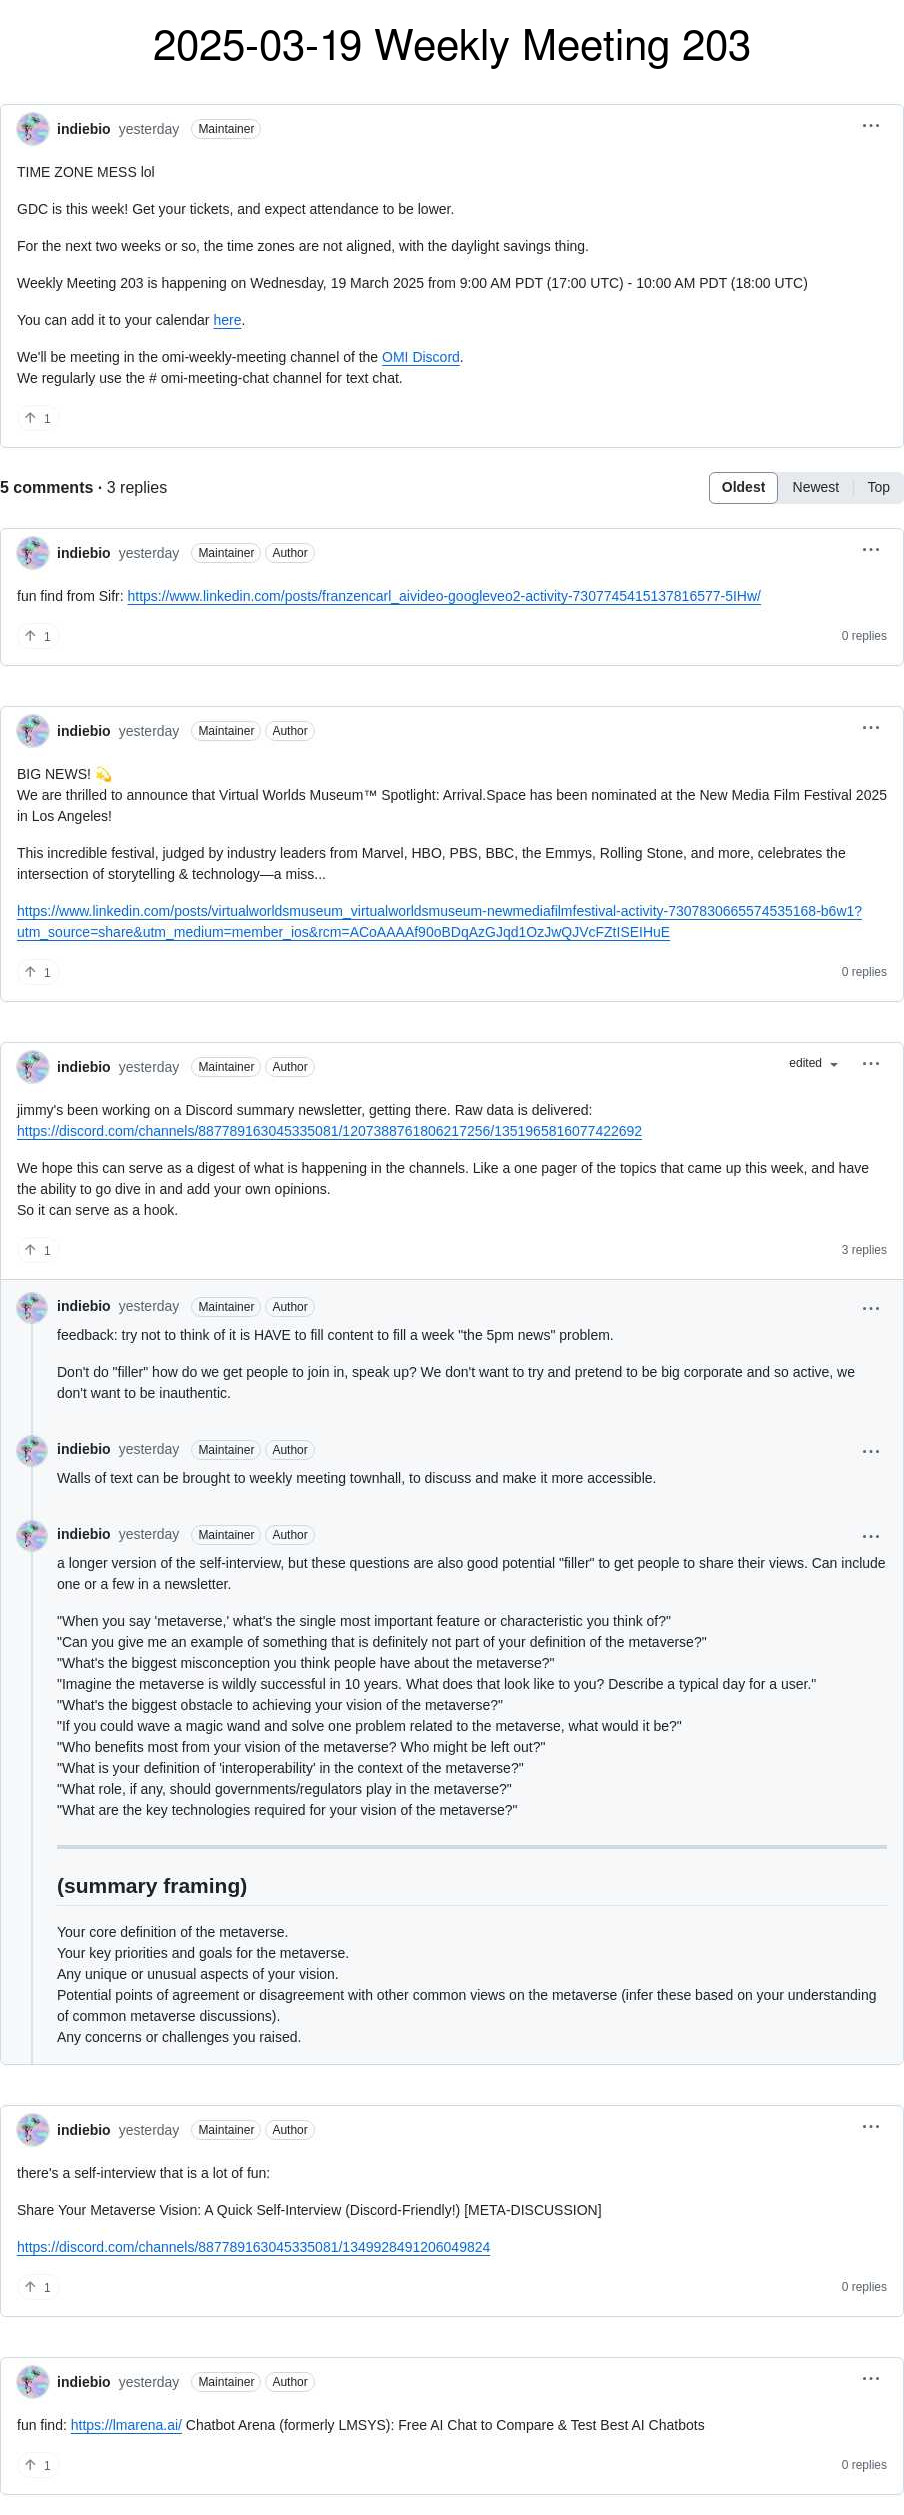 2025-03-19 Weekly Meeting 203
indiebio yesterday Maintainer
TIME ZONE MESS lol
GDC is this week! Get your tickets, and expect attendance to be lower.
For the next two weeks or so, the time zones are not aligned, with the daylight savings thing.
Weekly Meeting 203 is happening on Wednesday, 19 March 2025 from 9:00 AM PDT (17:00 UTC) - 10:00 AM PDT (18:00 UTC)
You can add it to your calendar here.
We'll be meeting in the omi-weekly-meeting channel of the OMI Discord.
We regularly use the # omi-meeting-chat channel for text chat.
↑ 1
5 comments · 3 replies
Oldest Newest Top
indiebio yesterday Maintainer Author
fun find from Sifr: https://www.linkedin.com/posts/franzencarl_aivideo-googleveo2-activity-7307745415137816577-5IHw/
↑ 1 0 replies
indiebio yesterday Maintainer Author
BIG NEWS! 💫
We are thrilled to announce that Virtual Worlds Museum™ Spotlight: Arrival.Space has been nominated at the New Media Film Festival 2025
in Los Angeles!
This incredible festival, judged by industry leaders from Marvel, HBO, PBS, BBC, the Emmys, Rolling Stone, and more, celebrates the
intersection of storytelling & technology—a miss...
https://www.linkedin.com/posts/virtualworldsmuseum_virtualworldsmuseum-newmediafilmfestival-activity-7307830665574535168-b6w1?
utm_source=share&utm_medium=member_ios&rcm=ACoAAAAf90oBDqAzGJqd1OzJwQJVcFZtISEIHuE
↑ 1 0 replies
indiebio yesterday Maintainer Author edited
jimmy's been working on a Discord summary newsletter, getting there. Raw data is delivered:
https://discord.com/channels/887789163045335081/1207388761806217256/1351965816077422692
We hope this can serve as a digest of what is happening in the channels. Like a one pager of the topics that came up this week, and have
the ability to go dive in and add your own opinions.
So it can serve as a hook.
↑ 1 3 replies
indiebio yesterday Maintainer Author
feedback: try not to think of it is HAVE to fill content to fill a week "the 5pm news" problem.
Don't do "filler" how do we get people to join in, speak up? We don't want to try and pretend to be big corporate and so active, we
don't want to be inauthentic.
indiebio yesterday Maintainer Author
Walls of text can be brought to weekly meeting townhall, to discuss and make it more accessible.
indiebio yesterday Maintainer Author
a longer version of the self-interview, but these questions are also good potential "filler" to get people to share their views. Can include
one or a few in a newsletter.
"When you say 'metaverse,' what's the single most important feature or characteristic you think of?"
"Can you give me an example of something that is definitely not part of your definition of the metaverse?"
"What's the biggest misconception you think people have about the metaverse?"
"Imagine the metaverse is wildly successful in 10 years. What does that look like to you? Describe a typical day for a user."
"What's the biggest obstacle to achieving your vision of the metaverse?"
"If you could wave a magic wand and solve one problem related to the metaverse, what would it be?"
"Who benefits most from your vision of the metaverse? Who might be left out?"
"What is your definition of 'interoperability' in the context of the metaverse?"
"What role, if any, should governments/regulators play in the metaverse?"
"What are the key technologies required for your vision of the metaverse?"
(summary framing)
Your core definition of the metaverse.
Your key priorities and goals for the metaverse.
Any unique or unusual aspects of your vision.
Potential points of agreement or disagreement with other common views on the metaverse (infer these based on your understanding
of common metaverse discussions).
Any concerns or challenges you raised.
indiebio yesterday Maintainer Author
there's a self-interview that is a lot of fun:
Share Your Metaverse Vision: A Quick Self-Interview (Discord-Friendly!) [META-DISCUSSION]
https://discord.com/channels/887789163045335081/1349928491206049824
↑ 1 0 replies
indiebio yesterday Maintainer Author
fun find: https://lmarena.ai/ Chatbot Arena (formerly LMSYS): Free AI Chat to Compare & Test Best AI Chatbots
↑ 1 0 replies